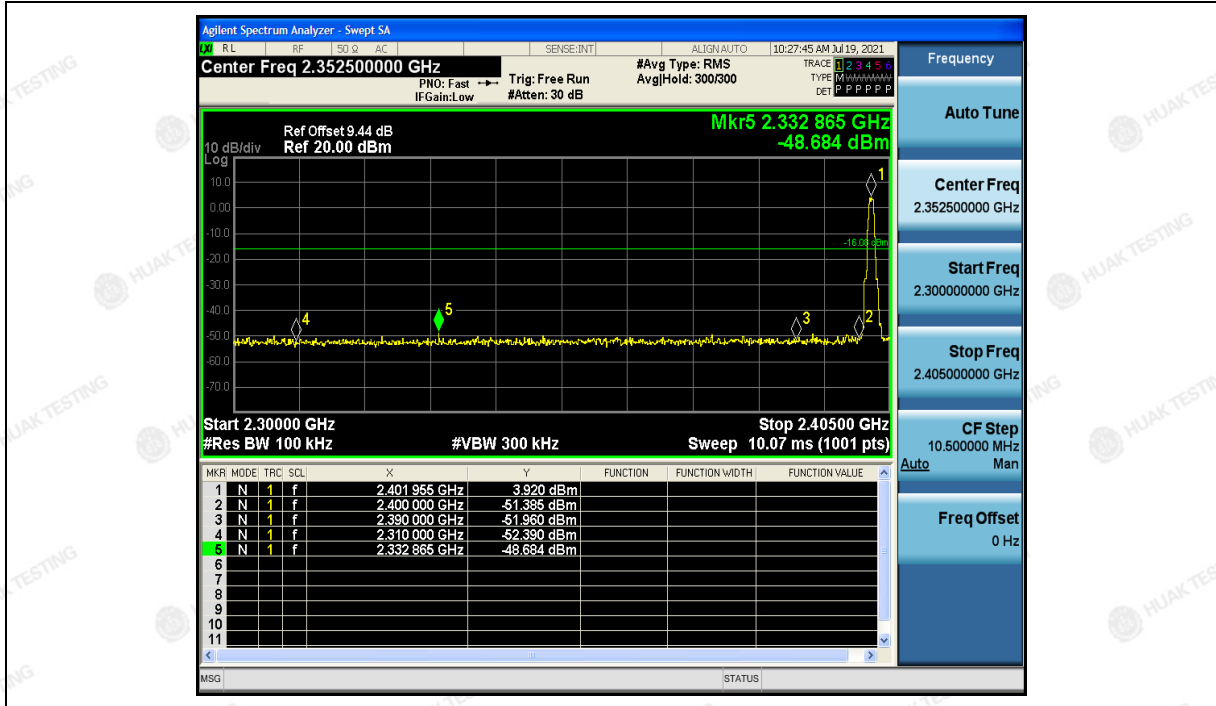 Agilent Spectrum Analyzer - Swept SA
LXI RL RF 50 Ω AC SENSE:INT ALIGNAUTO 10:27:45 AM Jul 19, 2021
Center Freq 2.352500000 GHz
PNO: Fast
IFGain:Low
Trig: Free Run
#Atten: 30 dB
#Avg Type: RMS
Avg|Hold: 300/300
TRACE 1 2 3 4 5 6
TYPE M WWWWW
DET P P P P P P
Ref Offset 9.44 dB
10 dB/div Ref 20.00 dBm
Log
Mkr5 2.332 865 GHz
-48.684 dBm
10.0
0.00
-10.0
-20.0
-30.0
-40.0
-50.0
-60.0
-70.0
-16.08 dBm
1
2
3
4
5
Start 2.30000 GHz Stop 2.40500 GHz
#Res BW 100 kHz #VBW 300 kHz Sweep 10.07 ms (1001 pts)
MKR MODE TRC SCL X Y FUNCTION FUNCTION WIDTH FUNCTION VALUE
1 N 1 f 2.401 955 GHz 3.920 dBm
2 N 1 f 2.400 000 GHz -51.385 dBm
3 N 1 f 2.390 000 GHz -51.960 dBm
4 N 1 f 2.310 000 GHz -52.390 dBm
5 N 1 f 2.332 865 GHz -48.684 dBm
6
7
8
9
10
11
MSG STATUS
Frequency
Auto Tune
Center Freq
2.352500000 GHz
Start Freq
2.300000000 GHz
Stop Freq
2.405000000 GHz
CF Step
10.500000 MHz
Auto Man
Freq Offset
0 Hz
HUAK TESTING
HUAK TESTING
HUAK TESTING